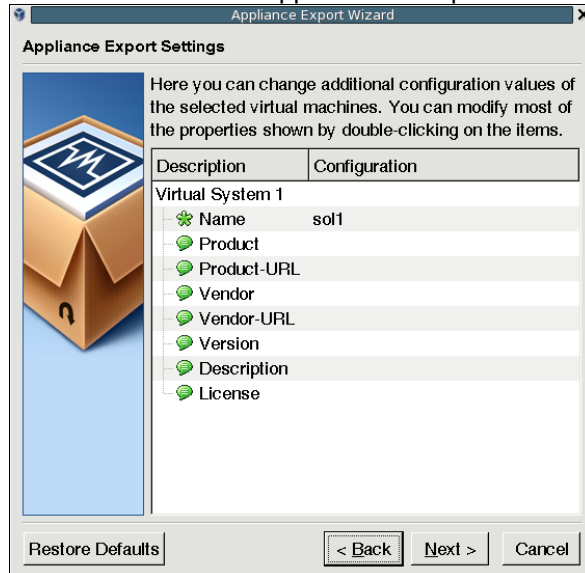 Appliance Export Wizard
Appliance Export Settings
Here you can change additional configuration values of
the selected virtual machines. You can modify most of
the properties shown by double-clicking on the items.
Description Configuration
Virtual System 1
Name sol1
Product
Product-URL
Vendor
Vendor-URL
Version
Description
License
Restore Defaults < Back Next > Cancel